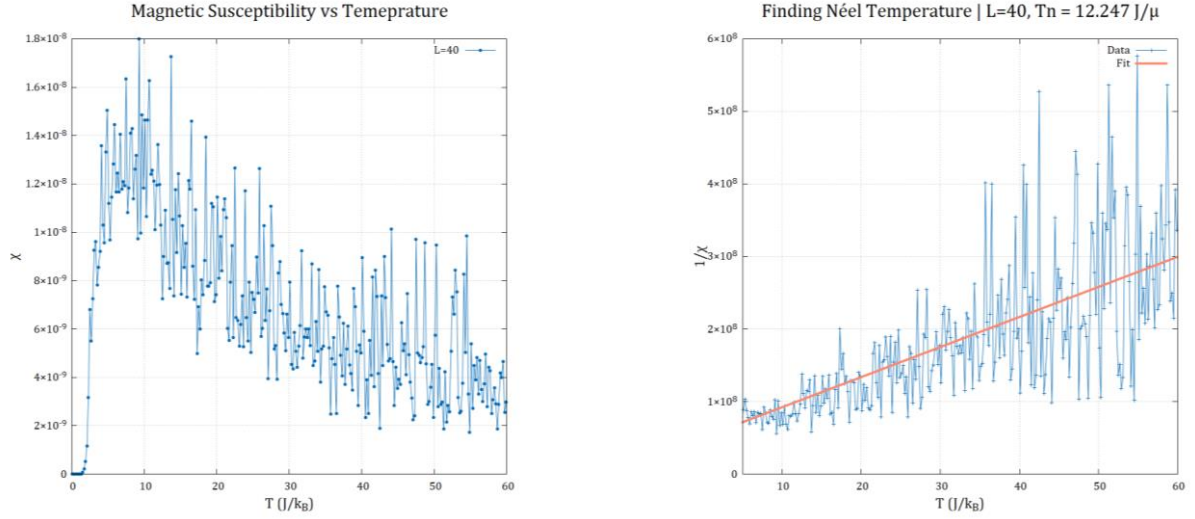 Magnetic Susceptibility vs Temeprature
L=40
1.8×10⁻⁸
1.6×10⁻⁸
1.4×10⁻⁸
1.2×10⁻⁸
1×10⁻⁸
8×10⁻⁹
6×10⁻⁹
4×10⁻⁹
2×10⁻⁹
0
χ
0 10 20 30 40 50 60
T (J/k_B)
Finding Néel Temperature | L=40, Tn = 12.247 J/μ
Data
Fit
6×10⁸
5×10⁸
4×10⁸
3×10⁸
2×10⁸
1×10⁸
0
1/χ
10 20 30 40 50 60
T (J/k_B)